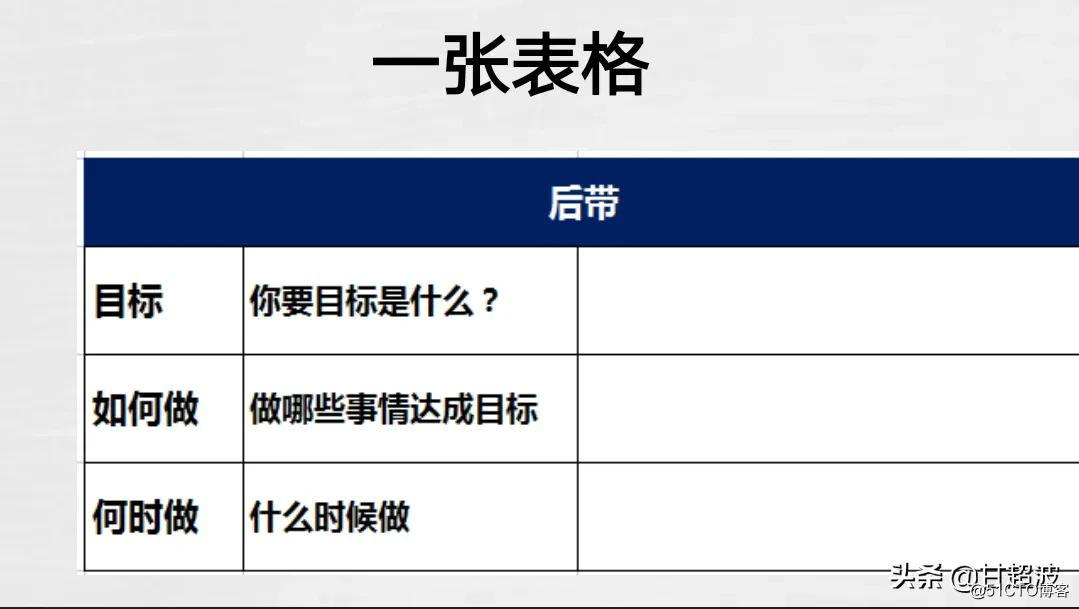 一张表格
后带
目标
你要目标是什么？
如何做
做哪些事情达成目标
何时做
什么时候做
头条 @甘超波
@51CTO博客